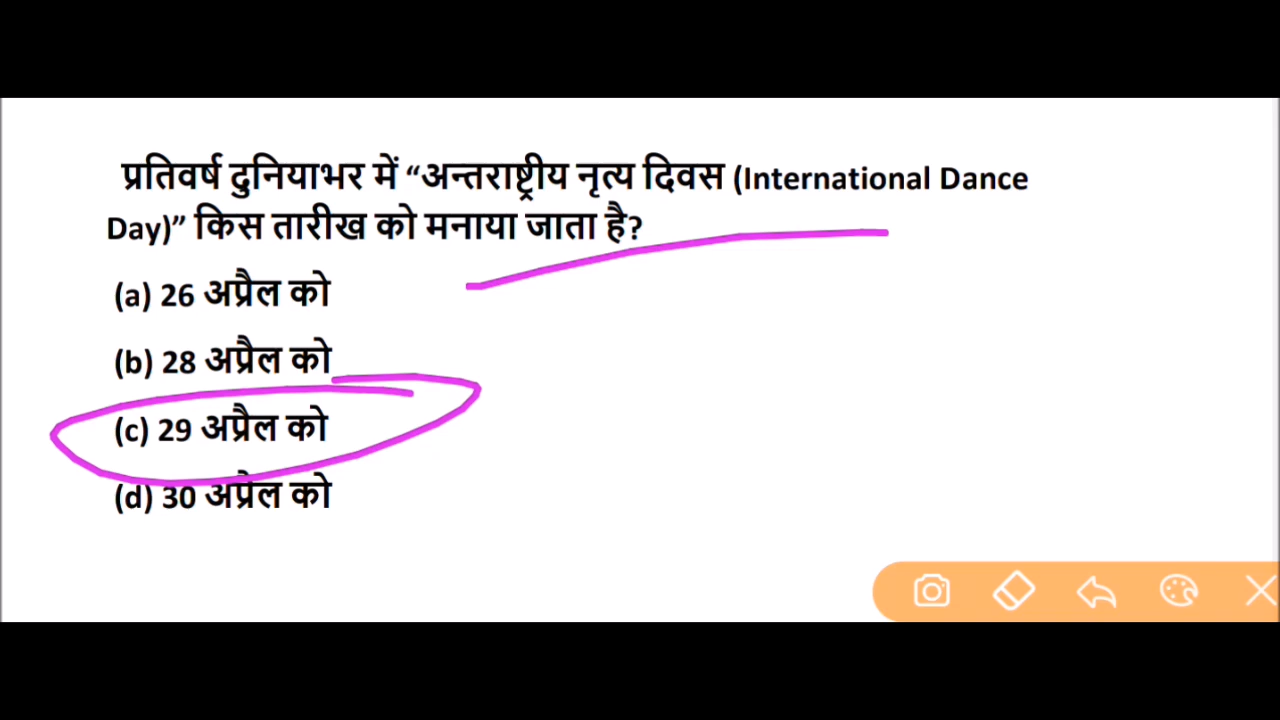 प्रतिवर्ष दुनियाभर में “अन्तराष्ट्रीय नृत्य दिवस (International Dance
Day)” किस तारीख को मनाया जाता है?
(a) 26 अप्रैल को
(b) 28 अप्रैल को
(c) 29 अप्रैल को
(d) 30 अप्रैल को